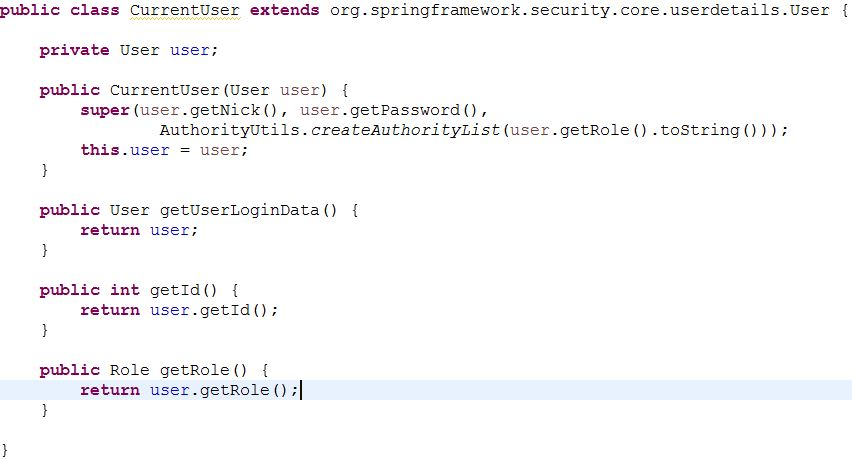 public class CurrentUser extends org.springframework.security.core.userdetails.User {
private User user;
public CurrentUser(User user) {
super(user.getNick(), user.getPassword(),
AuthorityUtils.createAuthorityList(user.getRole().toString()));
this.user = user;
}
public User getUserLoginData() {
return user;
}
public int getId() {
return user.getId();
}
public Role getRole() {
return user.getRole();
}
}